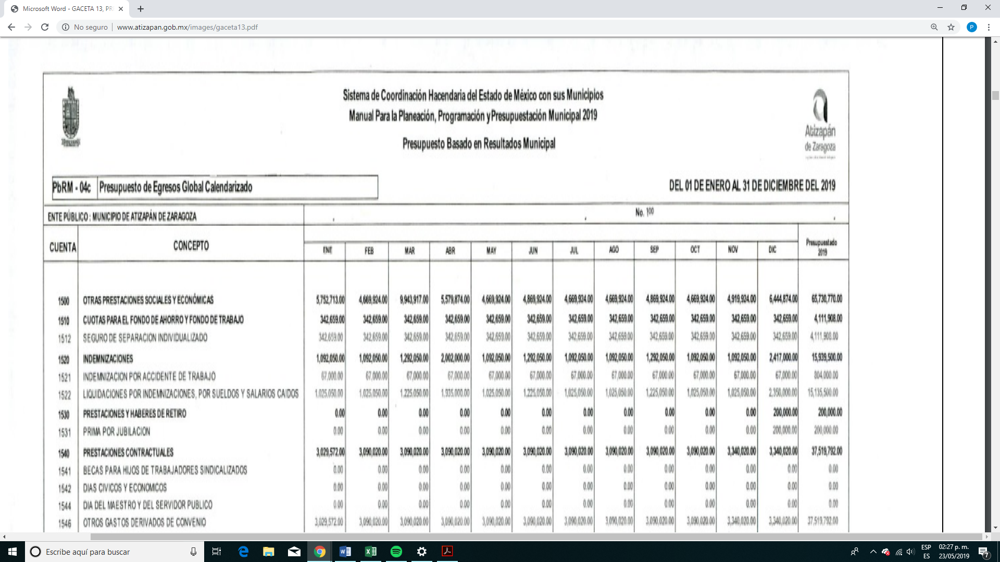 Microsoft Word - GACETA 13, PR
No seguro | www.atizapan.gob.mx/images/gaceta13.pdf
P
Sistema de Coordinación Hacendaria del Estado de México con sus Municipios
Manual Para la Planeación, Programación y Presupuestación Municipal 2019
Presupuesto Basado en Resultados Municipal
Atizapán
de Zaragoza
PbRM - 04c Presupuesto de Egresos Global Calendarizado
DEL 01 DE ENERO AL 31 DE DICIEMBRE DEL 2019
ENTE PÚBLICO : MUNICIPIO DE ATIZAPÁN DE ZARAGOZA No. 100
CUENTA CONCEPTO ENE FEB MAR ABR MAY JUN JUL AGO SEP OCT NOV DIC Presupuestado 2019
1500 OTRAS PRESTACIONES SOCIALES Y ECONÓMICAS 5,752,713.00 4,669,924.00 9,943,917.00 5,579,874.00 4,669,924.00 4,869,924.00 4,669,924.00 4,669,924.00 4,869,924.00 4,669,924.00 4,919,924.00 6,444,874.00 65,730,770.00
1510 CUOTAS PARA EL FONDO DE AHORRO Y FONDO DE TRABAJO 342,659.00 342,659.00 342,659.00 342,659.00 342,659.00 342,659.00 342,659.00 342,659.00 342,659.00 342,659.00 342,659.00 342,659.00 4,111,908.00
1512 SEGURO DE SEPARACION INDIVIDUALIZADO 342,659.00 342,659.00 342,659.00 342,659.00 342,659.00 342,659.00 342,659.00 342,659.00 342,659.00 342,659.00 342,659.00 342,659.00 4,111,908.00
1520 INDEMNIZACIONES 1,092,050.00 1,092,050.00 1,292,050.00 2,002,000.00 1,092,050.00 1,292,050.00 1,092,050.00 1,092,050.00 1,292,050.00 1,092,050.00 1,092,050.00 2,417,000.00 15,939,500.00
1521 INDEMNIZACION POR ACCIDENTE DE TRABAJO 67,000.00 67,000.00 67,000.00 67,000.00 67,000.00 67,000.00 67,000.00 67,000.00 67,000.00 67,000.00 67,000.00 67,000.00 804,000.00
1522 LIQUIDACIONES POR INDEMNIZACIONES, POR SUELDOS Y SALARIOS CAIDOS 1,025,050.00 1,025,050.00 1,225,050.00 1,935,000.00 1,025,050.00 1,225,050.00 1,025,050.00 1,025,050.00 1,225,050.00 1,025,050.00 1,025,050.00 2,350,000.00 15,135,500.00
1530 PRESTACIONES Y HABERES DE RETIRO 0.00 0.00 0.00 0.00 0.00 0.00 0.00 0.00 0.00 0.00 0.00 200,000.00 200,000.00
1531 PRIMA POR JUBILACION 0.00 0.00 0.00 0.00 0.00 0.00 0.00 0.00 0.00 0.00 0.00 200,000.00 200,000.00
1540 PRESTACIONES CONTRACTUALES 3,029,572.00 3,090,020.00 3,090,020.00 3,090,020.00 3,090,020.00 3,090,020.00 3,090,020.00 3,090,020.00 3,090,020.00 3,090,020.00 3,340,020.00 3,340,020.00 37,519,792.00
1541 BECAS PARA HIJOS DE TRABAJADORES SINDICALIZADOS 0.00 0.00 0.00 0.00 0.00 0.00 0.00 0.00 0.00 0.00 0.00 0.00 0.00
1542 DIAS CIVICOS Y ECONOMICOS 0.00 0.00 0.00 0.00 0.00 0.00 0.00 0.00 0.00 0.00 0.00 0.00 0.00
1544 DIA DEL MAESTRO Y DEL SERVIDOR PUBLICO 0.00 0.00 0.00 0.00 0.00 0.00 0.00 0.00 0.00 0.00 0.00 0.00 0.00
1546 OTROS GASTOS DERIVADOS DE CONVENIO 3,029,572.00 3,090,020.00 3,090,020.00 3,090,020.00 3,090,020.00 3,090,020.00 3,090,020.00 3,090,020.00 3,090,020.00 3,090,020.00 3,340,020.00 3,340,020.00 37,519,792.00
Escribe aquí para buscar
ESP 02:27 p. m.
ES 23/05/2019
7